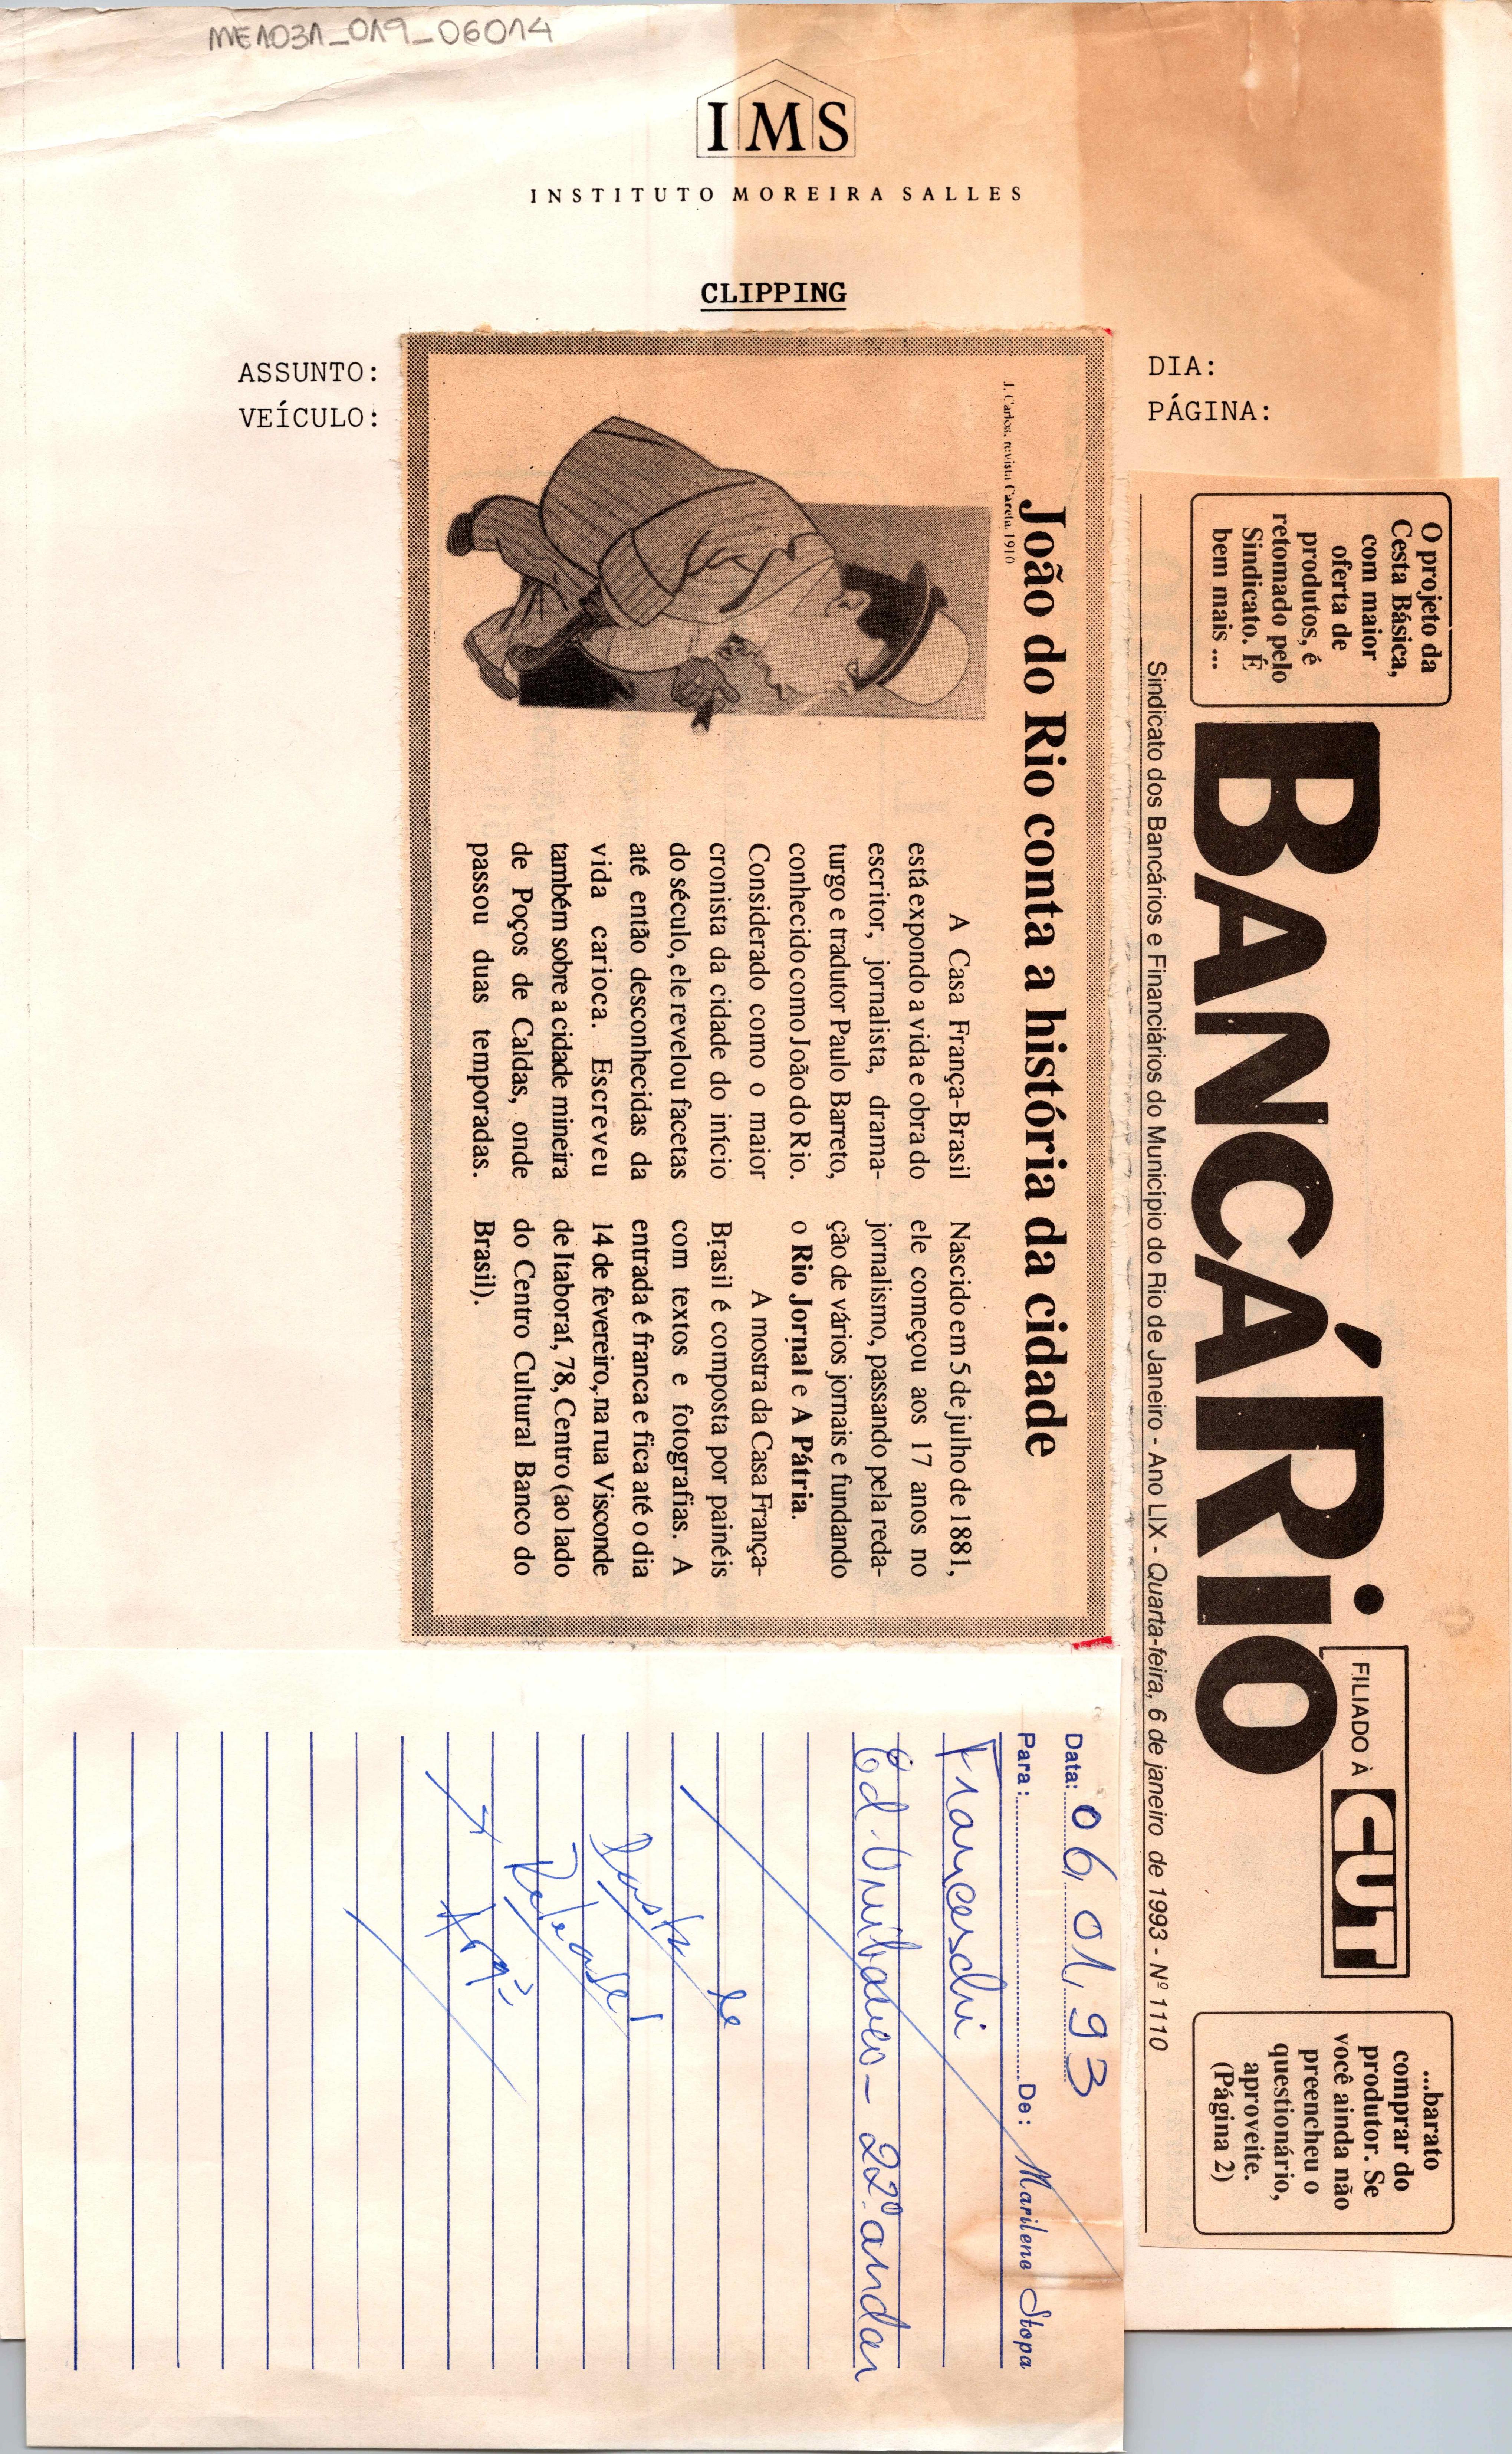 ME1031_019_06014
IMS
INSTITUTO MOREIRA SALLES
CLIPPING
ASSUNTO:
VEÍCULO:
DIA:
PÁGINA:
O projeto da
Cesta Básica,
com maior
oferta de
produtos, é
retomado pelo
Sindicato. É
bem mais ...
BANCÁRiO
FILIADO À
CUT
...barato
comprar do
produtor. Se
você ainda não
preencheu o
questionário,
aproveite.
(Página 2)
Sindicato dos Bancários e Financiários do Município do Rio de Janeiro - Ano LIX - Quarta-feira, 6 de janeiro de 1993 - Nº 1110
João do Rio conta a história da cidade
J. Carlos, revista Careta, 1910
A Casa França-Brasil
está expondo a vida e obra do
escritor, jornalista, drama-
turgo e tradutor Paulo Barreto,
conhecido como João do Rio.
Considerado como o maior
cronista da cidade do início
do século, ele revelou facetas
até então desconhecidas da
vida carioca. Escreveu
também sobre a cidade mineira
de Poços de Caldas, onde
passou duas temporadas.
Nascido em 5 de julho de 1881,
ele começou aos 17 anos no
jornalismo, passando pela reda-
ção de vários jornais e fundando
o Rio Jornal e A Pátria.
A mostra da Casa França-
Brasil é composta por painéis
com textos e fotografias. A
entrada é franca e fica até o dia
14 de fevereiro, na rua Visconde
de Itaboraí, 78, Centro (ao lado
do Centro Cultural Banco do
Brasil).
Data: 06, 01, 93
Para: De: Marilena Stopa
Franceschi
Ed. Unibanco - 22º andar